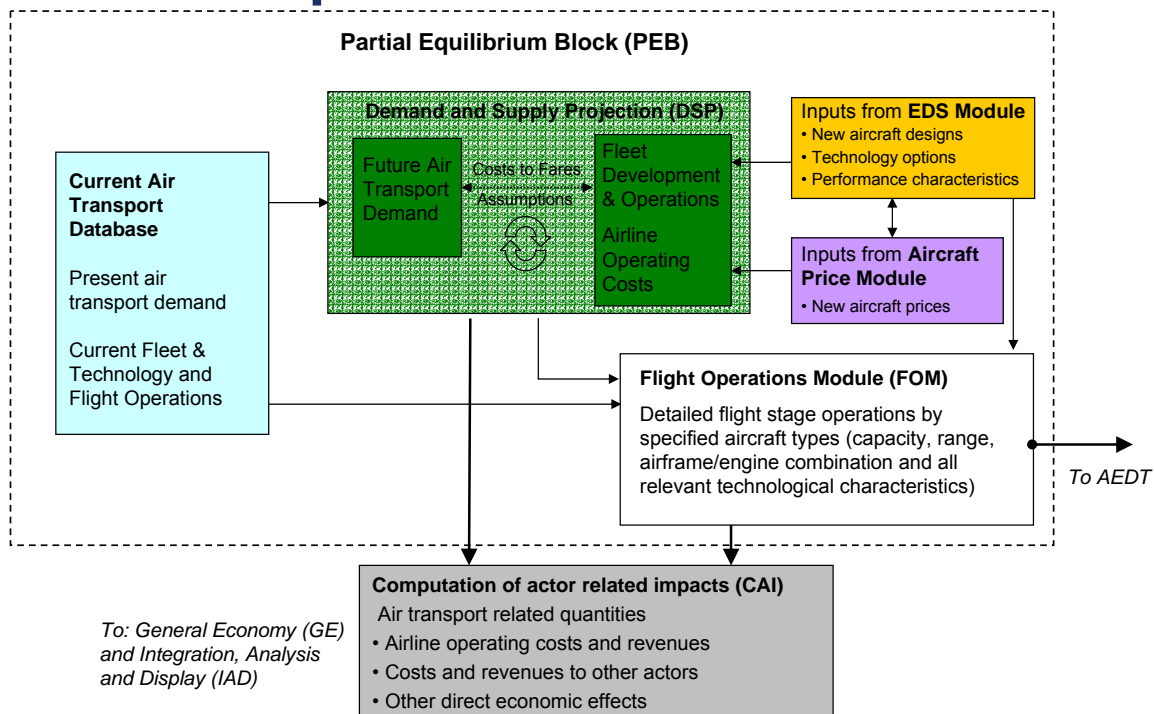 Partial Equilibrium Block (PEB)
Demand and Supply Projection (DSP)
Future Air
Transport
Demand
Costs to Fares
Assumptions
Fleet
Development
& Operations
Airline
Operating
Costs
Inputs from EDS Module
• New aircraft designs
• Technology options
• Performance characteristics
Inputs from Aircraft
Price Module
• New aircraft prices
Current Air
Transport
Database
Present air
transport demand
Current Fleet &
Technology and
Flight Operations
Flight Operations Module (FOM)
Detailed flight stage operations by
specified aircraft types (capacity, range,
airframe/engine combination and all
relevant technological characteristics)
To AEDT
Computation of actor related impacts (CAI)
Air transport related quantities
• Airline operating costs and revenues
• Costs and revenues to other actors
• Other direct economic effects
To: General Economy (GE)
and Integration, Analysis
and Display (IAD)